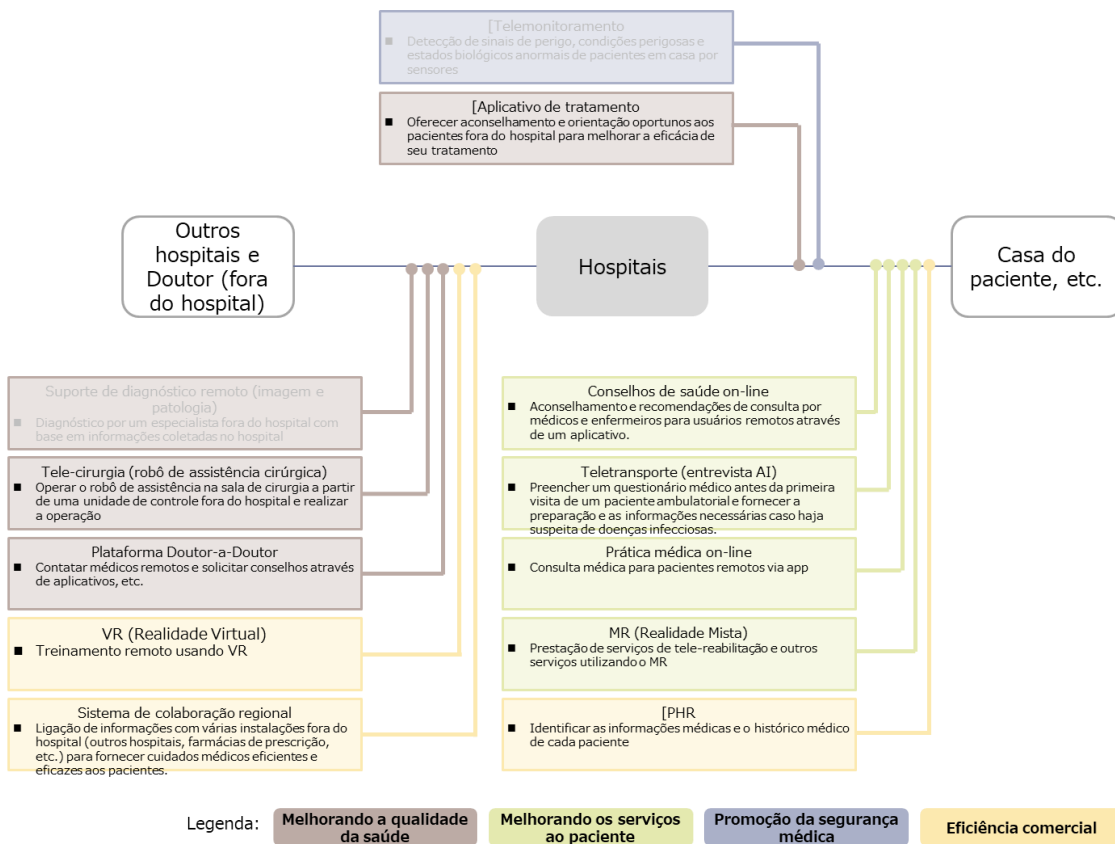 [Telemonitoramento
■ Detecção de sinais de perigo, condições perigosas e
estados biológicos anormais de pacientes em casa por
sensores
[Aplicativo de tratamento
■ Oferecer aconselhamento e orientação oportunos aos
pacientes fora do hospital para melhorar a eficácia de
seu tratamento
Outros
hospitais e
Doutor (fora
do hospital)
Hospitais
Casa do
paciente, etc.
Suporte de diagnóstico remoto (imagem e
patologia)
■ Diagnóstico por um especialista fora do hospital com
base em informações coletadas no hospital
Tele-cirurgia (robô de assistência cirúrgica)
■ Operar o robô de assistência na sala de cirurgia a partir
de uma unidade de controle fora do hospital e realizar
a operação
Plataforma Doutor-a-Doutor
■ Contatar médicos remotos e solicitar conselhos através
de aplicativos, etc.
VR (Realidade Virtual)
■ Treinamento remoto usando VR
Sistema de colaboração regional
■ Ligação de informações com várias instalações fora do
hospital (outros hospitais, farmácias de prescrição,
etc.) para fornecer cuidados médicos eficientes e
eficazes aos pacientes.
Conselhos de saúde on-line
■ Aconselhamento e recomendações de consulta por
médicos e enfermeiros para usuários remotos através
de um aplicativo.
Teletransporte (entrevista AI)
■ Preencher um questionário médico antes da primeira
visita de um paciente ambulatorial e fornecer a
preparação e as informações necessárias caso haja
suspeita de doenças infecciosas.
Prática médica on-line
■ Consulta médica para pacientes remotos via app
MR (Realidade Mista)
■ Prestação de serviços de tele-reabilitação e outros
serviços utilizando o MR
[PHR
■ Identificar as informações médicas e o histórico médico
de cada paciente
Legenda:
Melhorando a qualidade
da saúde
Melhorando os serviços
ao paciente
Promoção da segurança
médica
Eficiência comercial